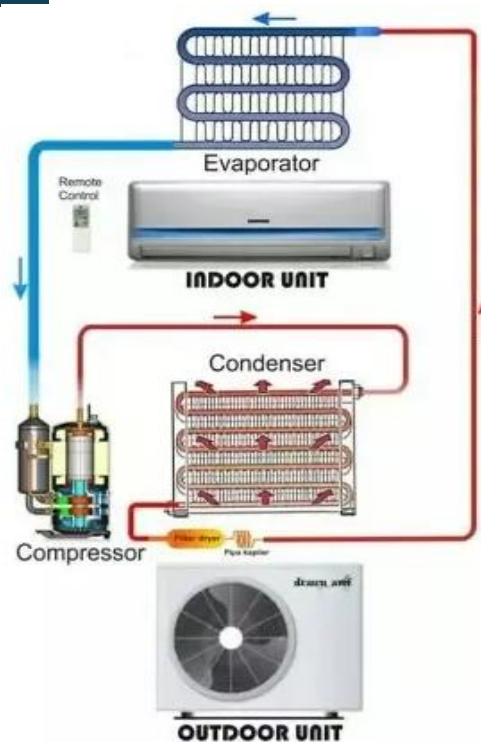 Evaporator
Remote
Control
INDOOR UNIT
Condenser
Compressor
Filter dryer
Pipa kapiler
OUTDOOR UNIT